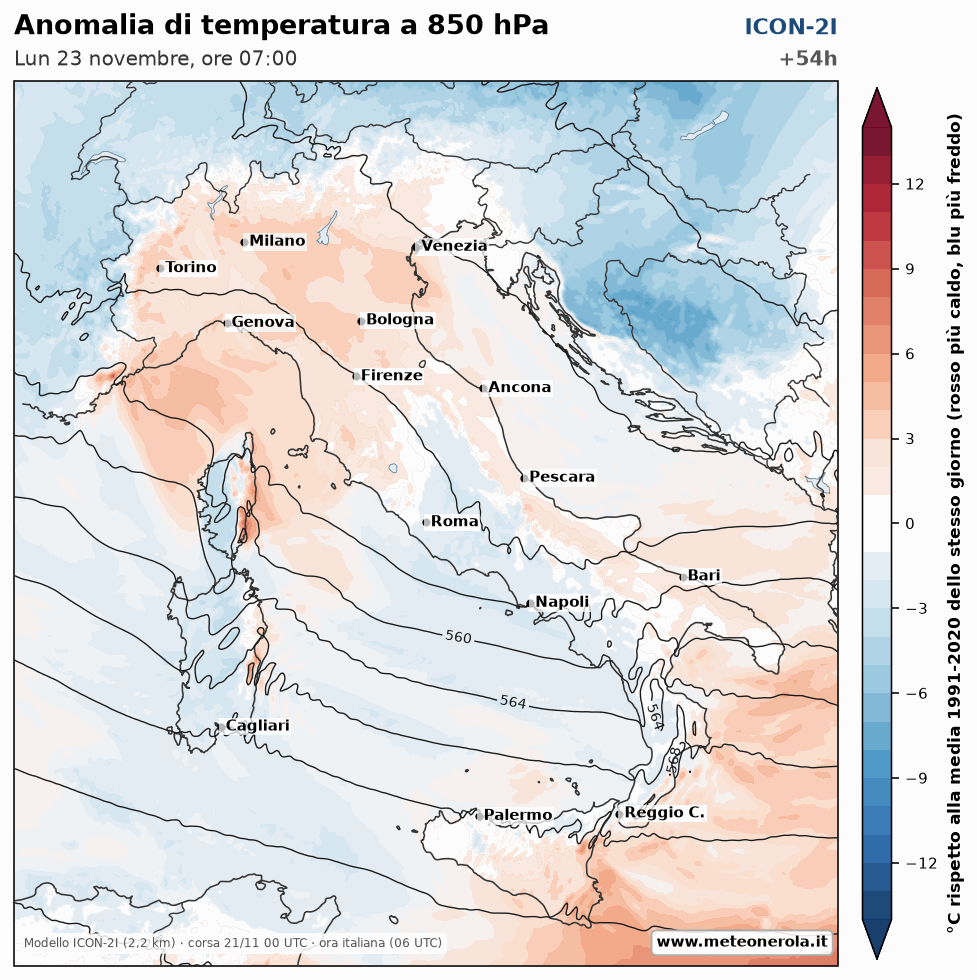 Anomalia di temperatura a 850 hPa
ICON-2I
Lun 23 novembre, ore 07:00
+54h
Milano
Venezia
Torino
Genova
Bologna
Firenze
Ancona
Pescara
Roma
Bari
Napoli
560
564
564
Cagliari
568
Palermo
Reggio C.
12
9
6
3
0
−3
−6
−9
−12
°C rispetto alla media 1991-2020 dello stesso giorno (rosso più caldo, blu più freddo)
Modello ICON-2I (2,2 km) · corsa 21/11 00 UTC · ora italiana (06 UTC)
www.meteonerola.it